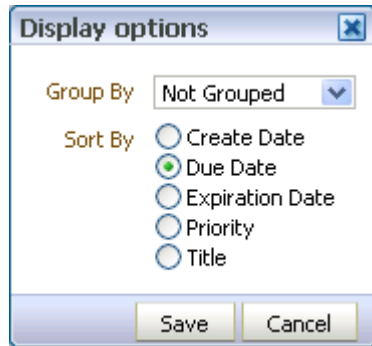 Display options
Group By Not Grouped
Sort By Create Date
Due Date
Expiration Date
Priority
Title
Save Cancel